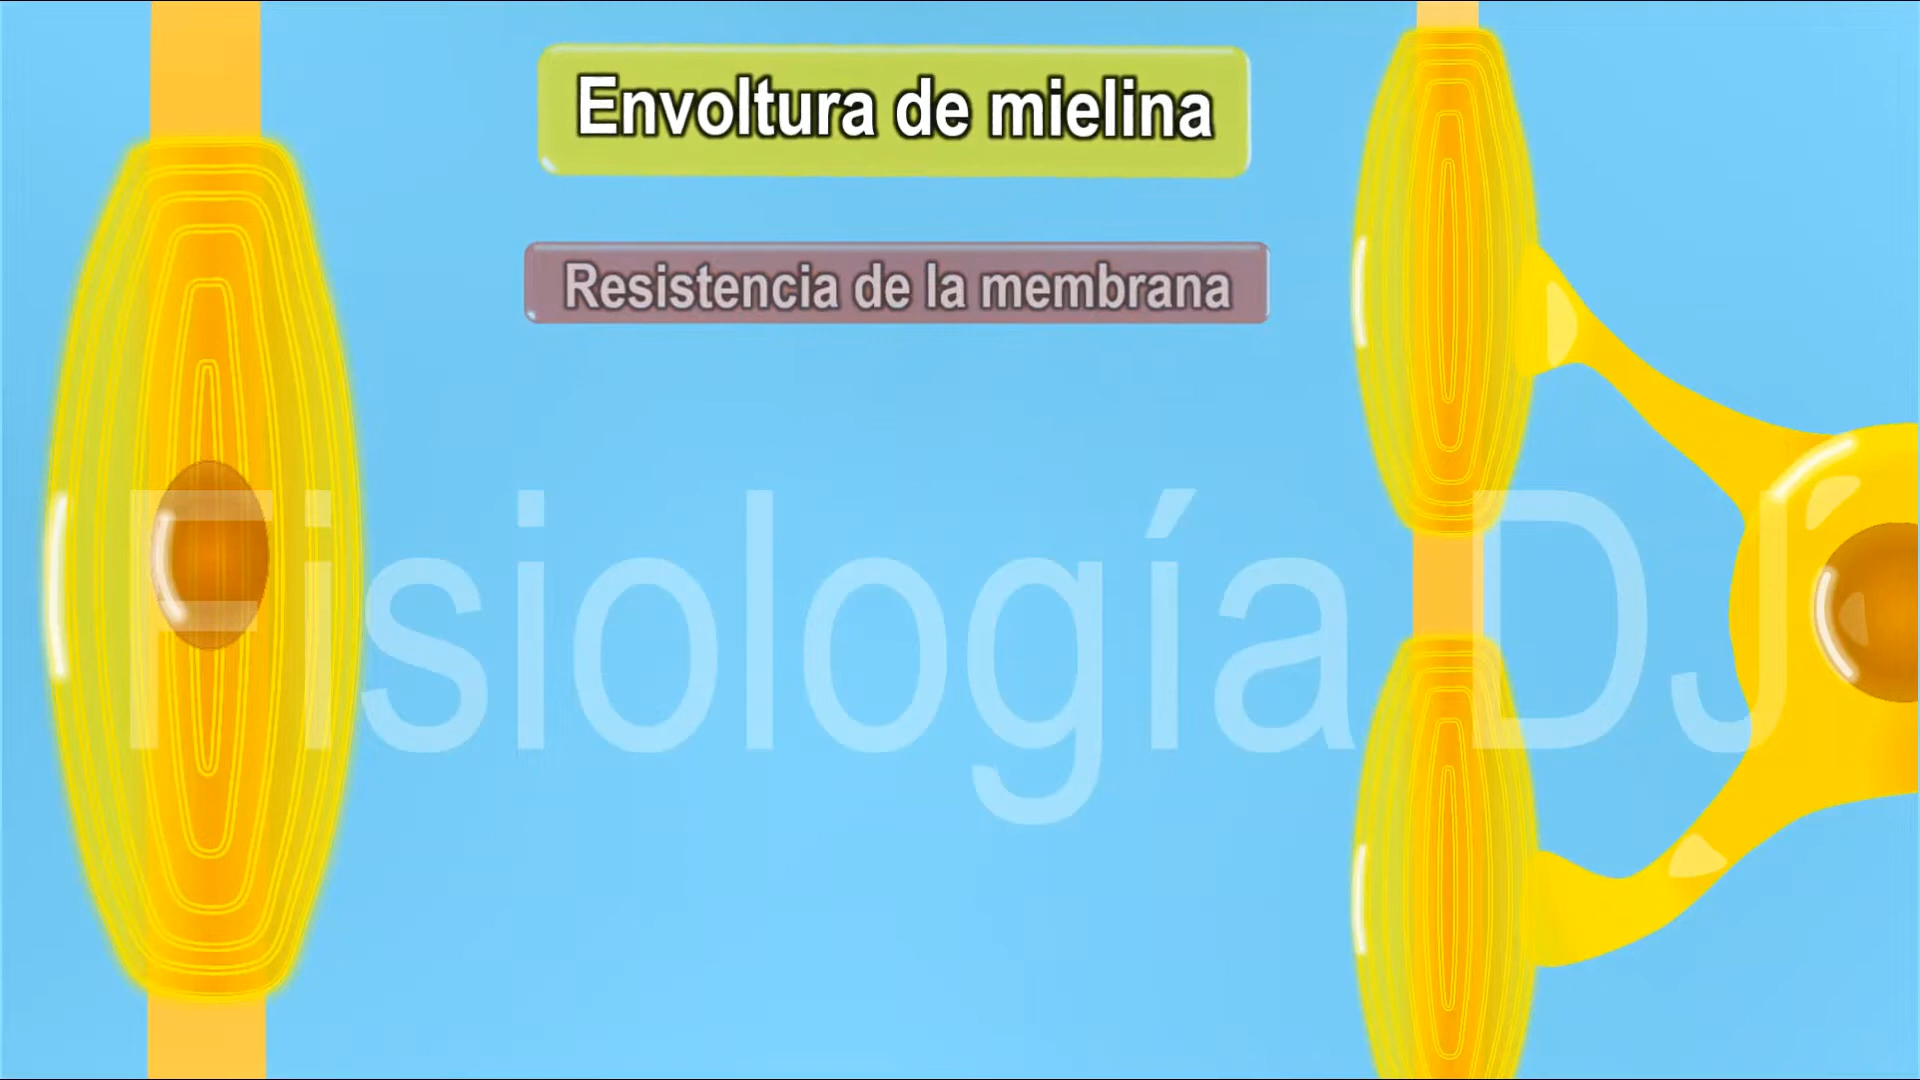 Envoltura de mielina
Resistencia de la membrana
Fisiología DJ